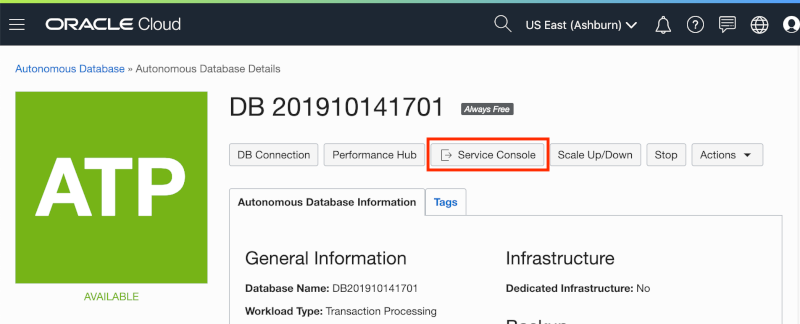 ORACLE Cloud US East (Ashburn)
Autonomous Database » Autonomous Database Details
ATP
AVAILABLE
DB 201910141701 Always Free
DB Connection Performance Hub Service Console Scale Up/Down Stop Actions
Autonomous Database Information Tags
General Information
Database Name: DB201910141701
Workload Type: Transaction Processing
Infrastructure
Dedicated Infrastructure: No